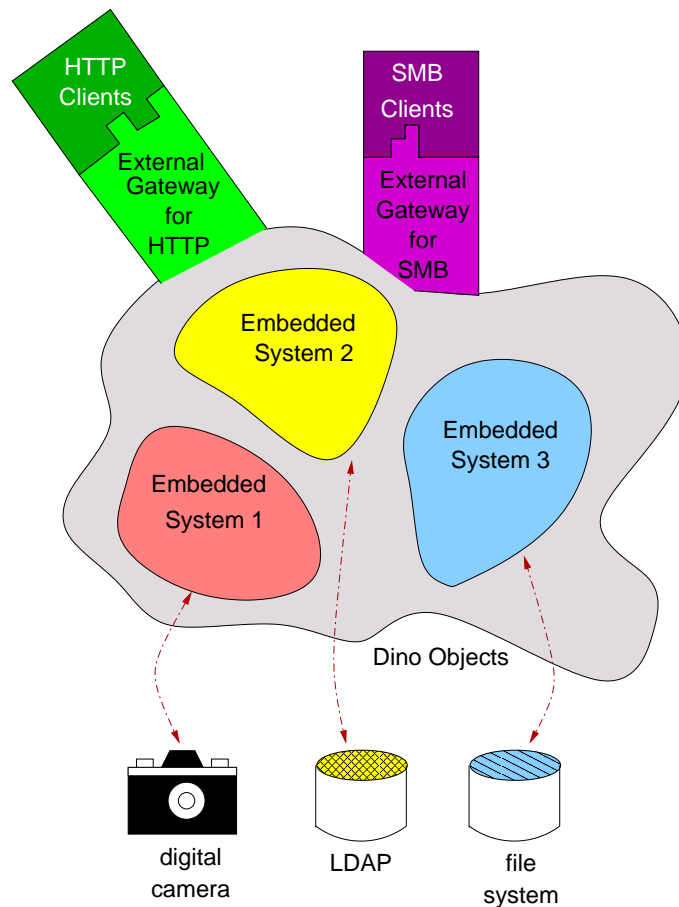 HTTP
Clients
External
Gateway
for
HTTP
SMB
Clients
External
Gateway
for
SMB
Embedded
System 2
Embedded
System 3
Embedded
System 1
Dino Objects
digital
camera
LDAP
file
system